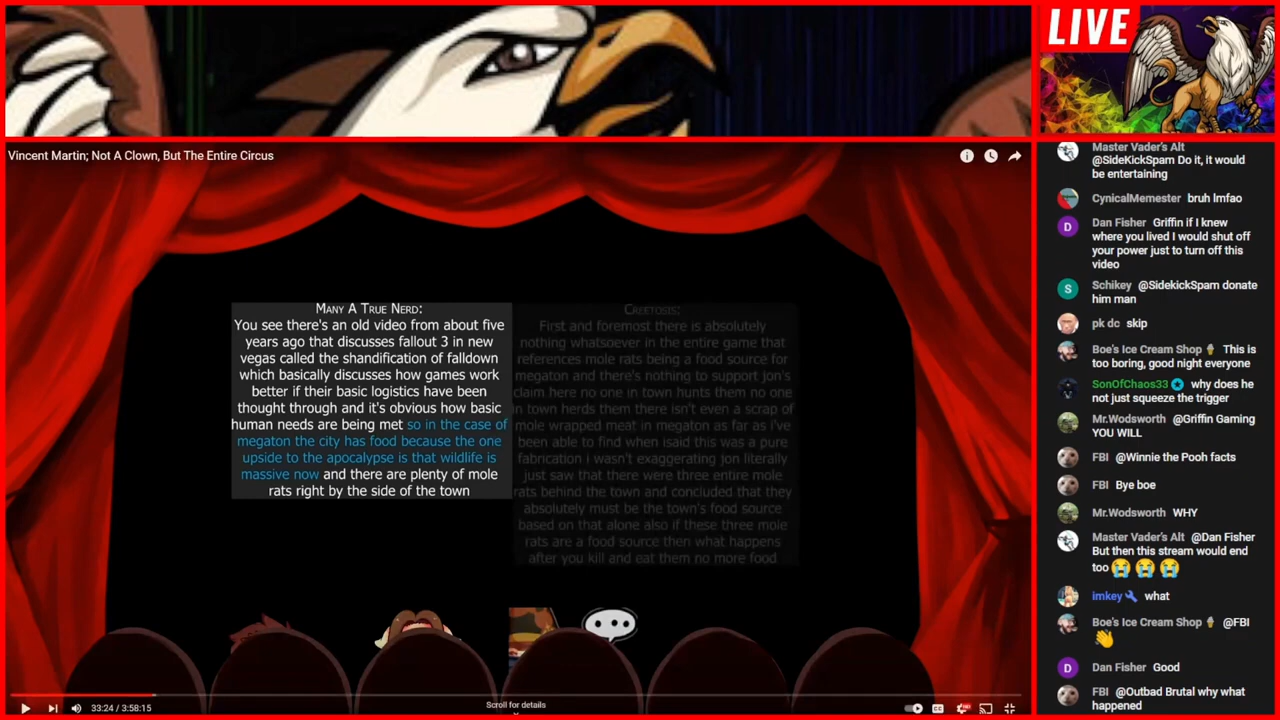 LIVE
Vincent Martin; Not A Clown, But The Entire Circus
MANY A TRUE NERD:
You see there's an old video from about five
years ago that discusses fallout 3 in new
vegas called the shandification of falldown
which basically discusses how games work
better if their basic logistics have been
thought through and it's obvious how basic
human needs are being met so in the case of
megaton the city has food because the one
upside to the apocalypse is that wildlife is
massive now and there are plenty of mole
rats right by the side of the town
CREETOSIS:
First and foremost there is absolutely
nothing whatsoever in the entire game that
references mole rats being a food source for
megaton and there's nothing to support jon's
claim here no one in town hunts them no one
in town herds them there isn't even a scrap of
mole wrapped meat in megaton as far as i've
been able to find when isaid this was a pure
fabrication i wasn't exaggerating jon literally
just saw that there were three entire mole
rats behind the town and concluded that they
absolutely must be the town's food source
based on that alone also if these three mole
rats are a food source then what happens
after you kill and eat them no more food
33:24 / 3:58:15
Scroll for details
CC
Master Vader's Alt
@SideKickSpam Do it, it would
be entertaining
CynicalMemester bruh lmfao
D
Dan Fisher Griffin if I knew
where you lived I would shut off
your power just to turn off this
video
S
Schikey @SidekickSpam donate
him man
pk dc skip
Boe's Ice Cream Shop 🍦 This is
too boring, good night everyone
SonOfChaos33 why does he
not just squeeze the trigger
Mr.Wodsworth @Griffin Gaming
YOU WILL
FBI @Winnie the Pooh facts
FBI Bye boe
Mr.Wodsworth WHY
Master Vader's Alt @Dan Fisher
But then this stream would end
too 😭 😭 😭
imkey 🔧 what
Boe's Ice Cream Shop 🍦 @FBI
👋
D
Dan Fisher Good
FBI @Outbad Brutal why what
happened